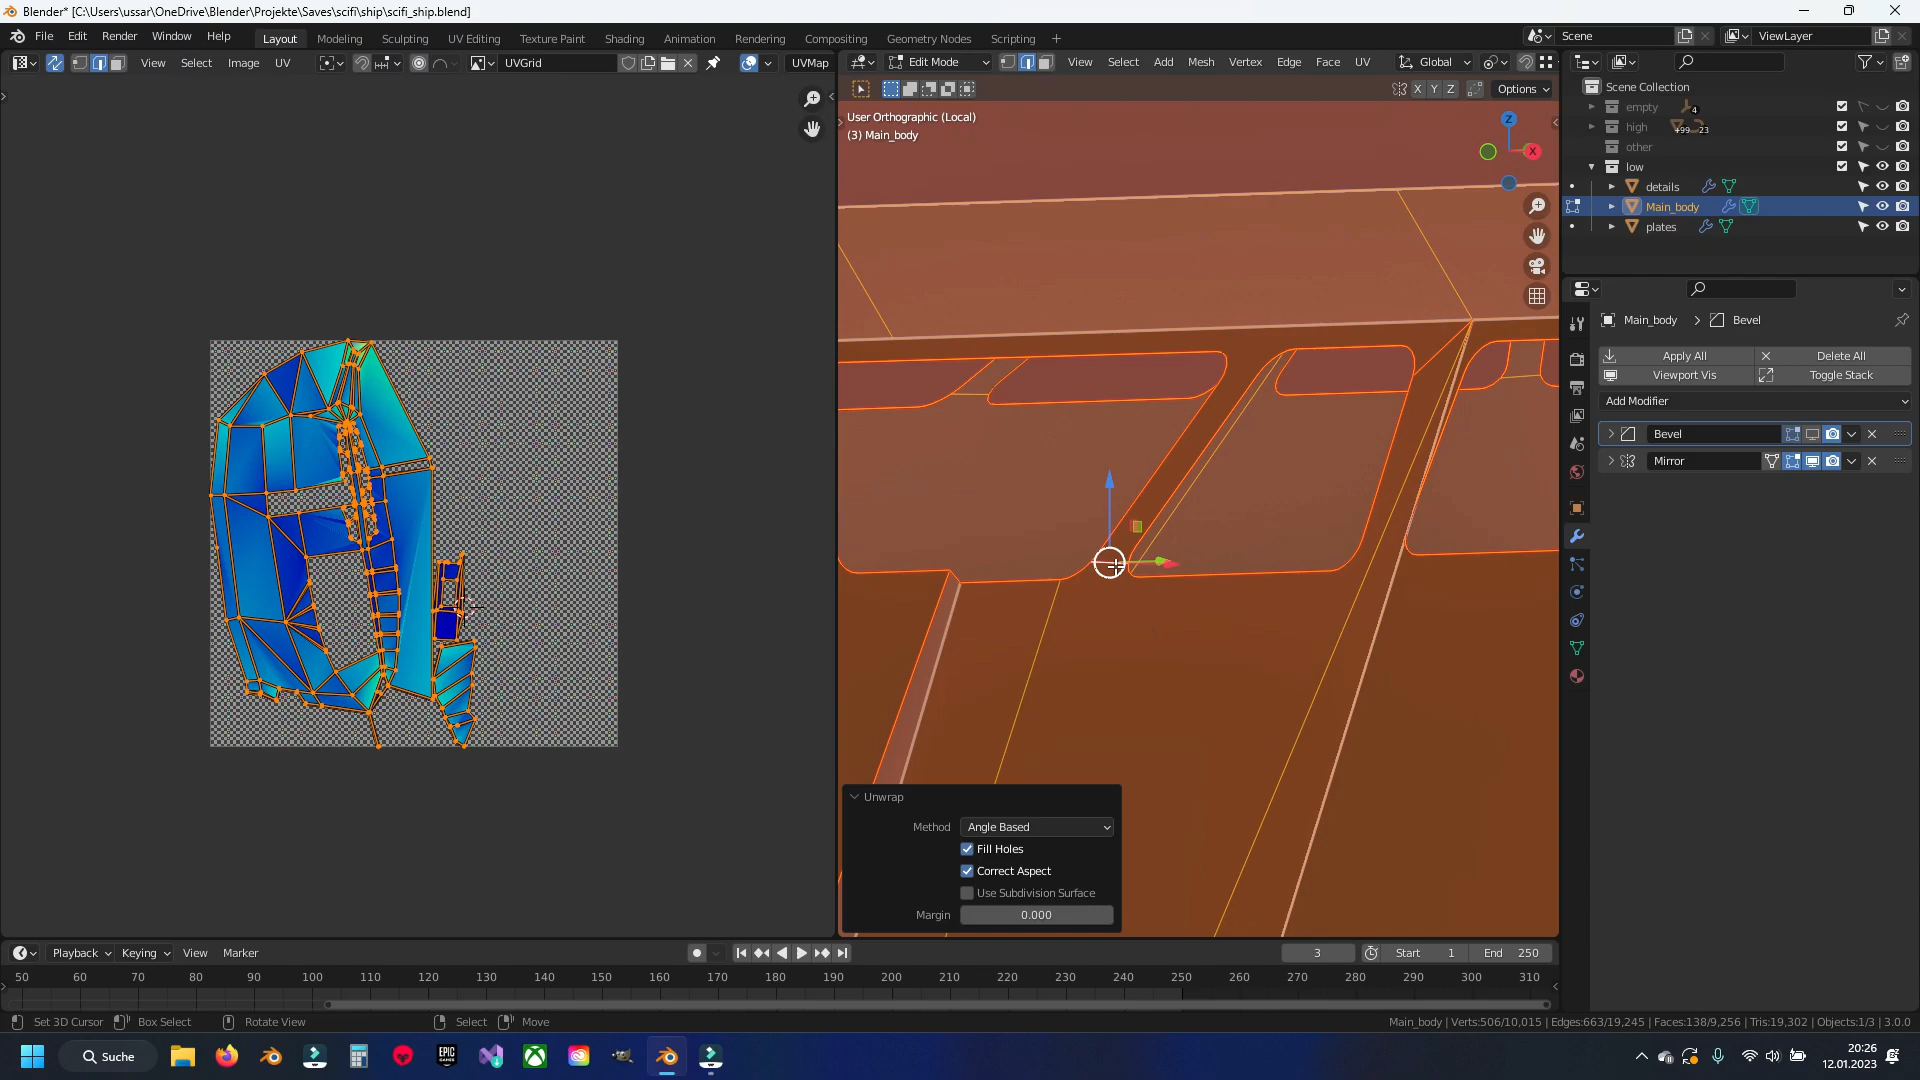 Blender* [C:\Users\ussar\OneDrive\Blender\Projekte\Saves\scifi\ship\scifi_ship.blend]
File Edit Render Window Help Layout Modeling Sculpting UV Editing Texture Paint Shading Animation Rendering Compositing Geometry Nodes Scripting + Scene ViewLayer
View Select Image UV UVGrid UVMap Edit Mode View Select Add Mesh Vertex Edge Face UV Global
X Y Z Options
User Orthographic (Local)
(3) Main_body
Z
X
Scene Collection
empty 4
high +99 23
other
low
details
Main_body
plates
Main_body > Bevel
Apply All Delete All
Viewport Vis Toggle Stack
Add Modifier
Bevel
Mirror
Unwrap
Method Angle Based
Fill Holes
Correct Aspect
Use Subdivision Surface
Margin 0.000
Playback Keying View Marker 3 Start 1 End 250
50 60 70 80 90 100 110 120 130 140 150 160 170 180 190 200 210 220 230 240 250 260 270 280 290 300 310
Set 3D Cursor Box Select Rotate View Select Move Main_body | Verts:506/10,015 | Edges:663/19,245 | Faces:138/9,256 | Tris:19,302 | Objects:1/3 | 3.0.0
Suche EPIC GAMES 20:26
12.01.2023